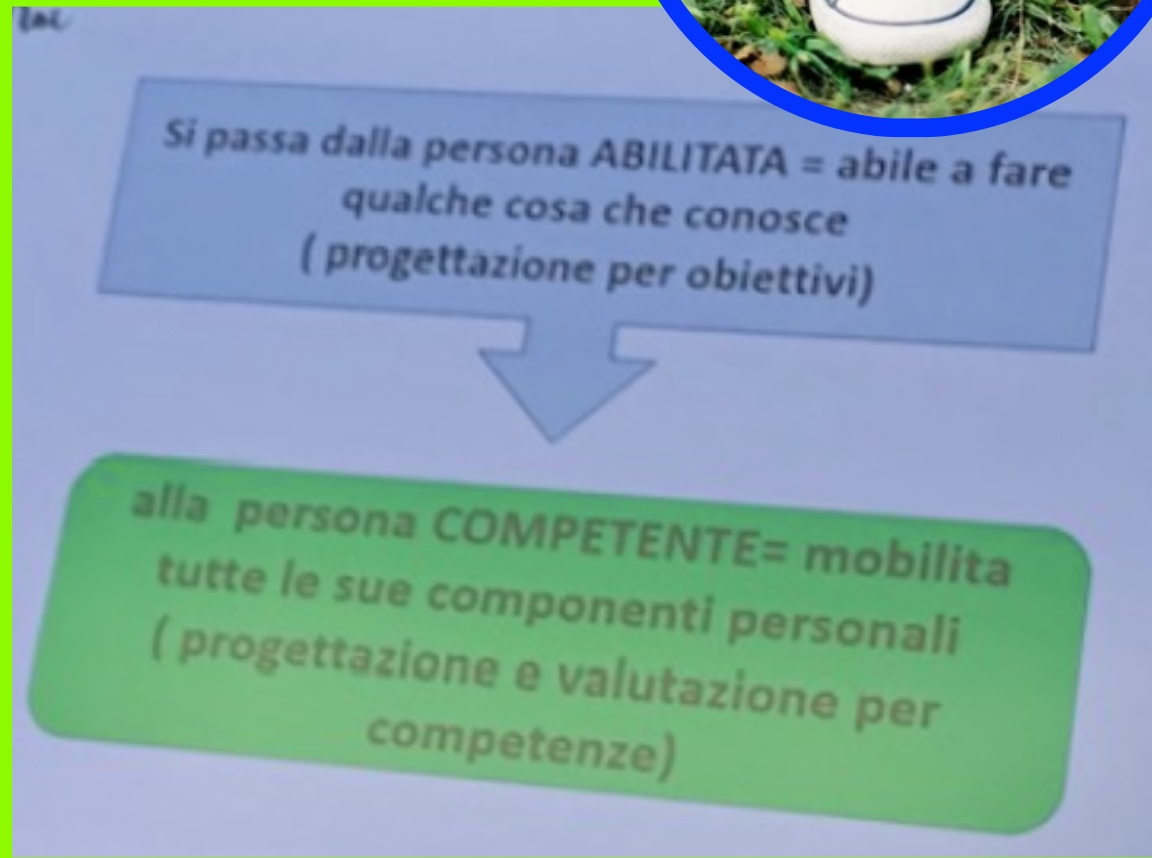 Si passa dalla persona ABILITATA = abile a fare
qualche cosa che conosce
( progettazione per obiettivi)
alla persona COMPETENTE= mobilita
tutte le sue componenti personali
( progettazione e valutazione per
competenze)